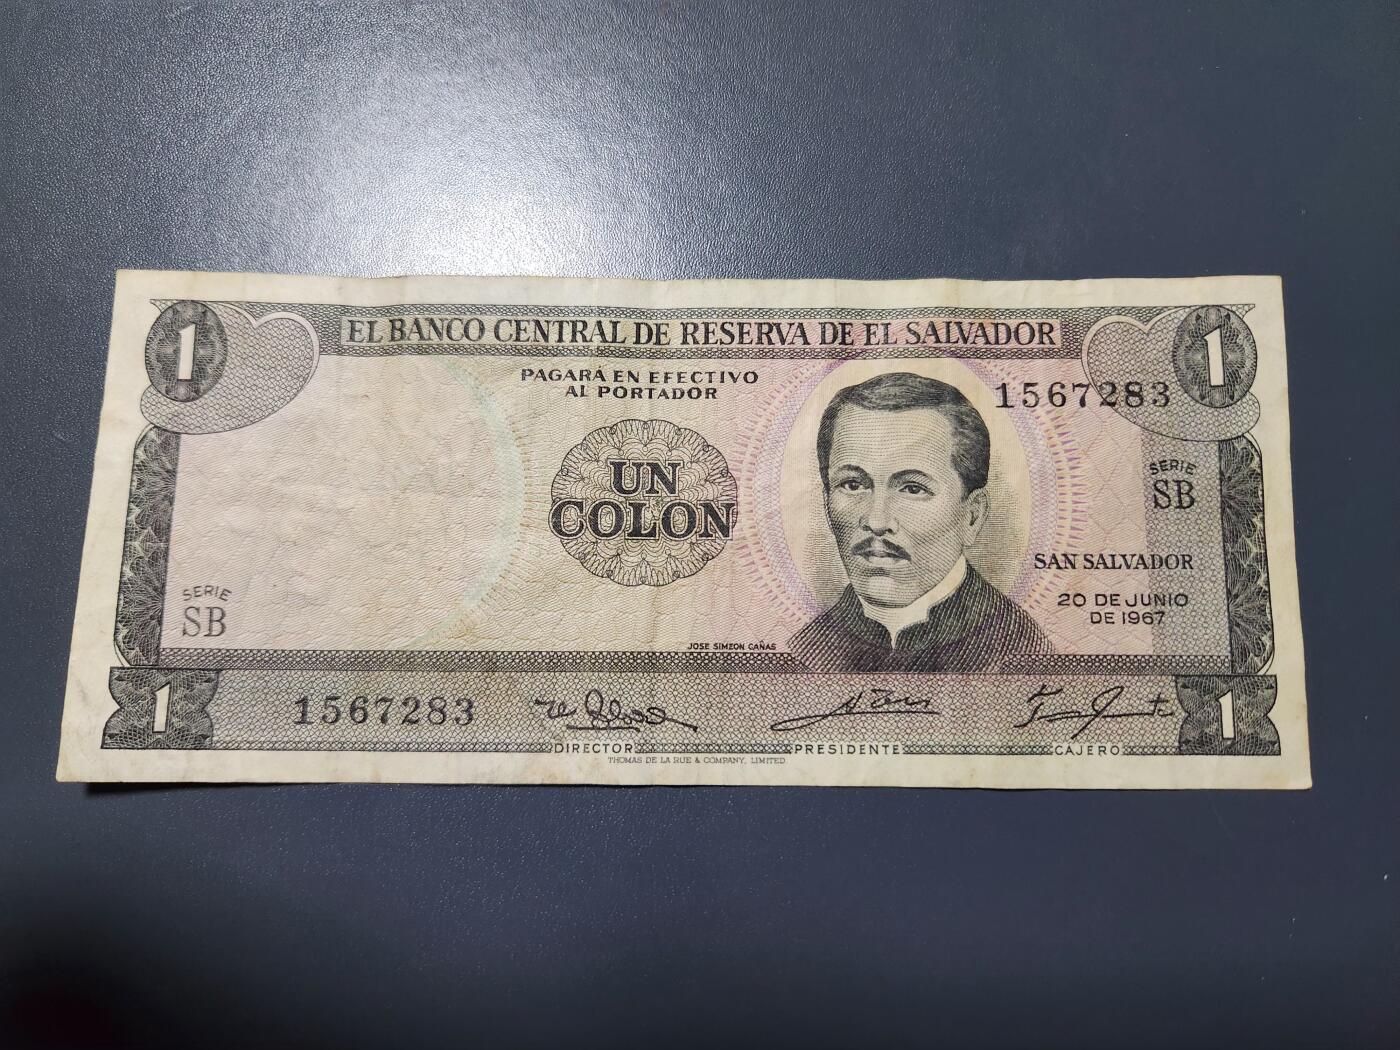 1
EL BANCO CENTRAL DE RESERVA DE EL SALVADOR
1
PAGARÁ EN EFECTIVO
AL PORTADOR
1567283
UN
COLON
SERIE
SB
SAN SALVADOR
20 DE JUNIO
DE 1967
SERIE
SB
JOSE SIMEON CAÑAS
1
1567283
1
DIRECTOR
PRESIDENTE
CAJERO
THOMAS DE LA RUE & COMPANY, LIMITED.